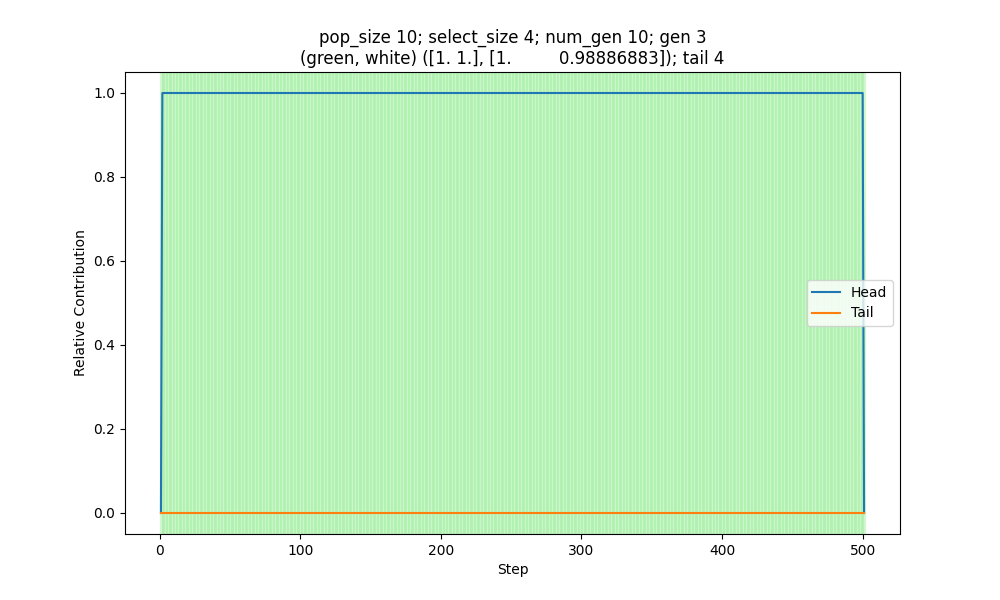 pop_size 10; select_size 4; num_gen 10; gen 3
(green, white) ([1. 1.], [1.         0.98886883]); tail 4
1.0
0.8
0.6
0.4
0.2
0.0
Relative Contribution
Head
Tail
0 100 200 300 400 500
Step